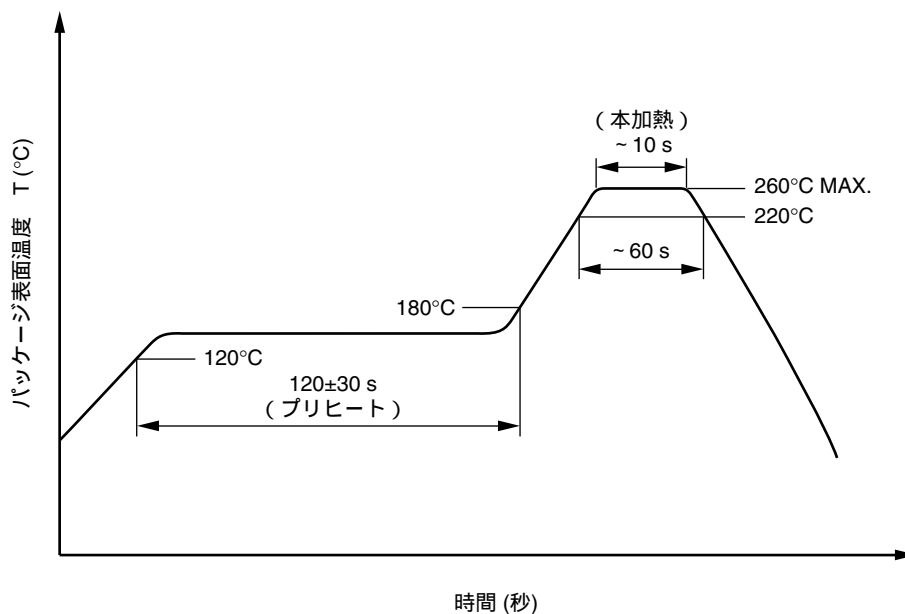 パッケージ表面温度 T (°C)
（本加熱）
~ 10 s
260°C MAX.
220°C
~ 60 s
180°C
120°C
120±30 s
（プリヒート）
時間 (秒)